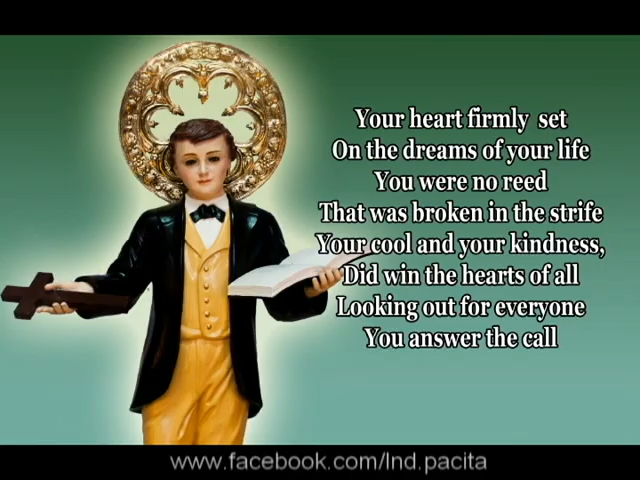 Your heart firmly set
On the dreams of your life
You were no reed
That was broken in the strife
Your cool and your kindness,
Did win the hearts of all
Looking out for everyone
You answer the call
www.facebook.com/lnd.pacita